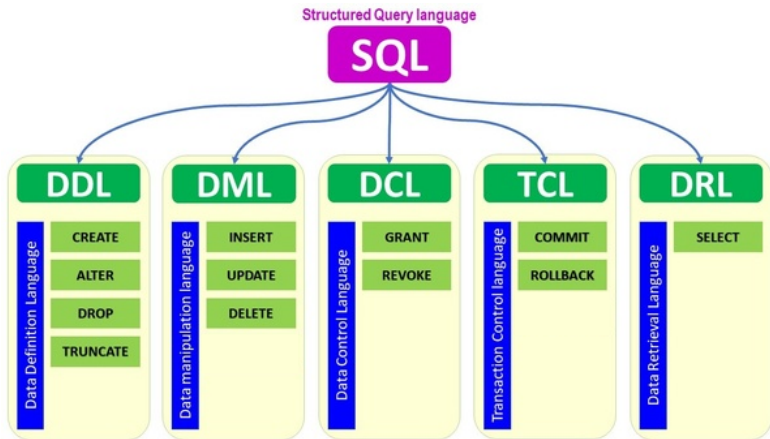 Structured Query language
SQL
DDL
Data Definition Language
CREATE
ALTER
DROP
TRUNCATE
DML
Data manipulation language
INSERT
UPDATE
DELETE
DCL
Data Control Language
GRANT
REVOKE
TCL
Transaction Control language
COMMIT
ROLLBACK
DRL
Data Retrieval Language
SELECT